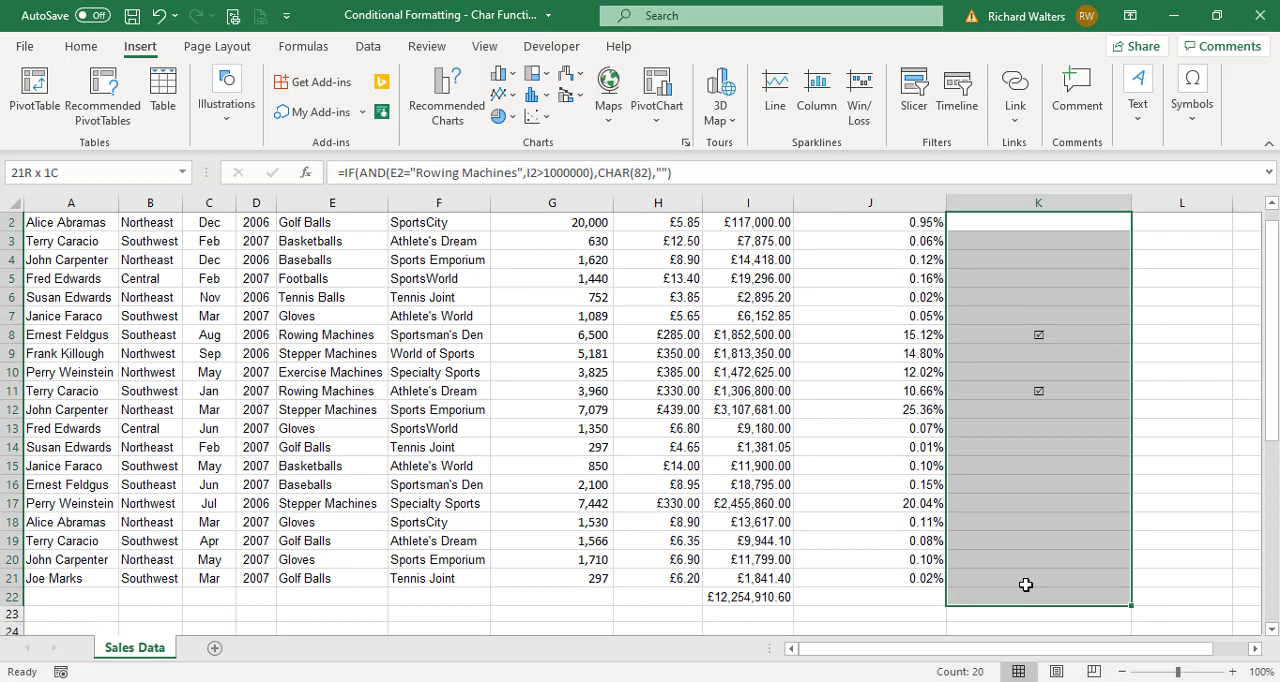 AutoSave Off Conditional Formatting - Char Functi... Search Richard Walters RW
File Home Insert Page Layout Formulas Data Review View Developer Help Share Comments
PivotTable Recommended PivotTables Table Illustrations Get Add-ins My Add-ins Recommended Charts Maps PivotChart 3D Map Line Column Win/Loss Slicer Timeline Link Comment Text Symbols
Tables Add-ins Charts Tours Sparklines Filters Links Comments
21R x 1C fx =IF(AND(E2="Rowing Machines",I2>1000000),CHAR(82),"")
A B C D E F G H I J K L
2 Alice Abramas Northeast Dec 2006 Golf Balls SportsCity 20,000 £5.85 £117,000.00 0.95%
3 Terry Caracio Southwest Feb 2007 Basketballs Athlete's Dream 630 £12.50 £7,875.00 0.06%
4 John Carpenter Northeast Dec 2006 Baseballs Sports Emporium 1,620 £8.90 £14,418.00 0.12%
5 Fred Edwards Central Feb 2007 Footballs SportsWorld 1,440 £13.40 £19,296.00 0.16%
6 Susan Edwards Northeast Nov 2006 Tennis Balls Tennis Joint 752 £3.85 £2,895.20 0.02%
7 Janice Faraco Southwest Mar 2007 Gloves Athlete's World 1,089 £5.65 £6,152.85 0.05%
8 Ernest Feldgus Southeast Aug 2006 Rowing Machines Sportsman's Den 6,500 £285.00 £1,852,500.00 15.12% ☑
9 Frank Killough Northeast Sep 2006 Stepper Machines World of Sports 5,181 £350.00 £1,813,350.00 14.80%
10 Perry Weinstein Northwest May 2007 Exercise Machines Specialty Sports 3,825 £385.00 £1,472,625.00 12.02%
11 Terry Caracio Southwest Jan 2007 Rowing Machines Athlete's Dream 3,960 £330.00 £1,306,800.00 10.66% ☑
12 John Carpenter Northeast Mar 2007 Stepper Machines Sports Emporium 7,079 £439.00 £3,107,681.00 25.36%
13 Fred Edwards Central Jun 2007 Gloves SportsWorld 1,350 £6.80 £9,180.00 0.07%
14 Susan Edwards Northeast Feb 2007 Golf Balls Tennis Joint 297 £4.65 £1,381.05 0.01%
15 Janice Faraco Southwest May 2007 Basketballs Athlete's World 850 £14.00 £11,900.00 0.10%
16 Ernest Feldgus Southeast Jun 2007 Baseballs Sportsman's Den 2,100 £8.95 £18,795.00 0.15%
17 Perry Weinstein Northwest Jul 2006 Stepper Machines Specialty Sports 7,442 £330.00 £2,455,860.00 20.04%
18 Alice Abramas Northeast Mar 2007 Gloves SportsCity 1,530 £8.90 £13,617.00 0.11%
19 Terry Caracio Southwest Apr 2007 Gloves Athlete's Dream 1,566 £6.35 £9,944.10 0.08%
20 John Carpenter Northeast May 2007 Gloves Sports Emporium 1,710 £6.90 £11,799.00 0.10%
21 Joe Marks Southwest Mar 2007 Golf Balls Tennis Joint 297 £6.20 £1,841.40 0.02%
22 £12,254,910.60
23
24
Sales Data
Ready Count: 20 100%